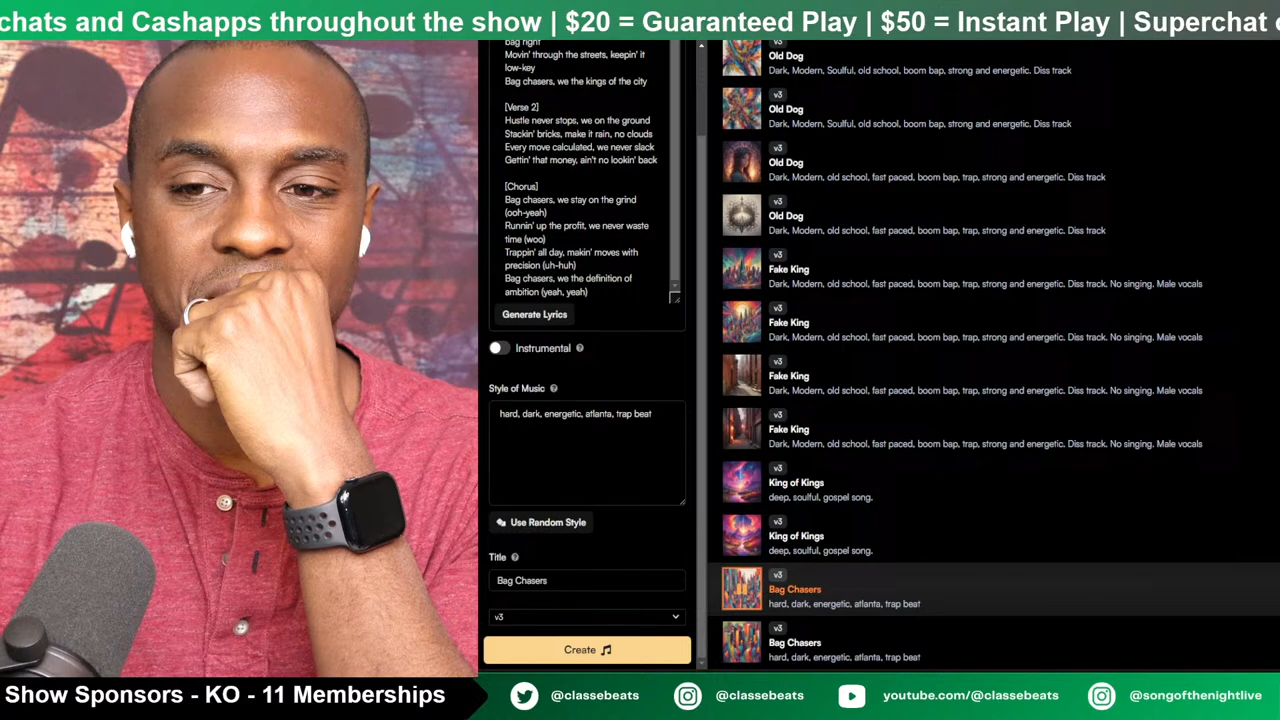 chats and Cashapps throughout the show | $20 = Guaranteed Play | $50 = Instant Play | Superchat
bag right
Movin' through the streets, keepin' it
low-key
Bag chasers, we the kings of the city
[Verse 2]
Hustle never stops, we on the ground
Stackin' bricks, make it rain, no clouds
Every move calculated, we never slack
Gettin' that money, ain't no lookin' back
[Chorus]
Bag chasers, we stay on the grind
(ooh-yeah)
Runnin' up the profit, we never waste
time (woo)
Trappin' all day, makin' moves with
precision (uh-huh)
Bag chasers, we the definition of
ambition (yeah, yeah)
Generate Lyrics
Instrumental
Style of Music
hard, dark, energetic, atlanta, trap beat
Use Random Style
Title
Bag Chasers
v3
Create
v3
Old Dog
Dark, Modern, Soulful, old school, boom bap, strong and energetic. Diss track
v3
Old Dog
Dark, Modern, Soulful, old school, boom bap, strong and energetic. Diss track
v3
Old Dog
Dark, Modern, old school, fast paced, boom bap, trap, strong and energetic. Diss track
v3
Old Dog
Dark, Modern, old school, fast paced, boom bap, trap, strong and energetic. Diss track
v3
Fake King
Dark, Modern, old school, fast paced, boom bap, trap, strong and energetic. Diss track. No singing. Male vocals
v3
Fake King
Dark, Modern, old school, fast paced, boom bap, trap, strong and energetic. Diss track. No singing. Male vocals
v3
Fake King
Dark, Modern, old school, fast paced, boom bap, trap, strong and energetic. Diss track. No singing. Male vocals
v3
Fake King
Dark, Modern, old school, fast paced, boom bap, trap, strong and energetic. Diss track. No singing. Male vocals
v3
King of Kings
deep, soulful, gospel song.
v3
King of Kings
deep, soulful, gospel song.
v3
Bag Chasers
hard, dark, energetic, atlanta, trap beat
v3
Bag Chasers
hard, dark, energetic, atlanta, trap beat
Show Sponsors - KO - 11 Memberships
@classebeats
@classebeats
youtube.com/@classebeats
@songofthenightlive